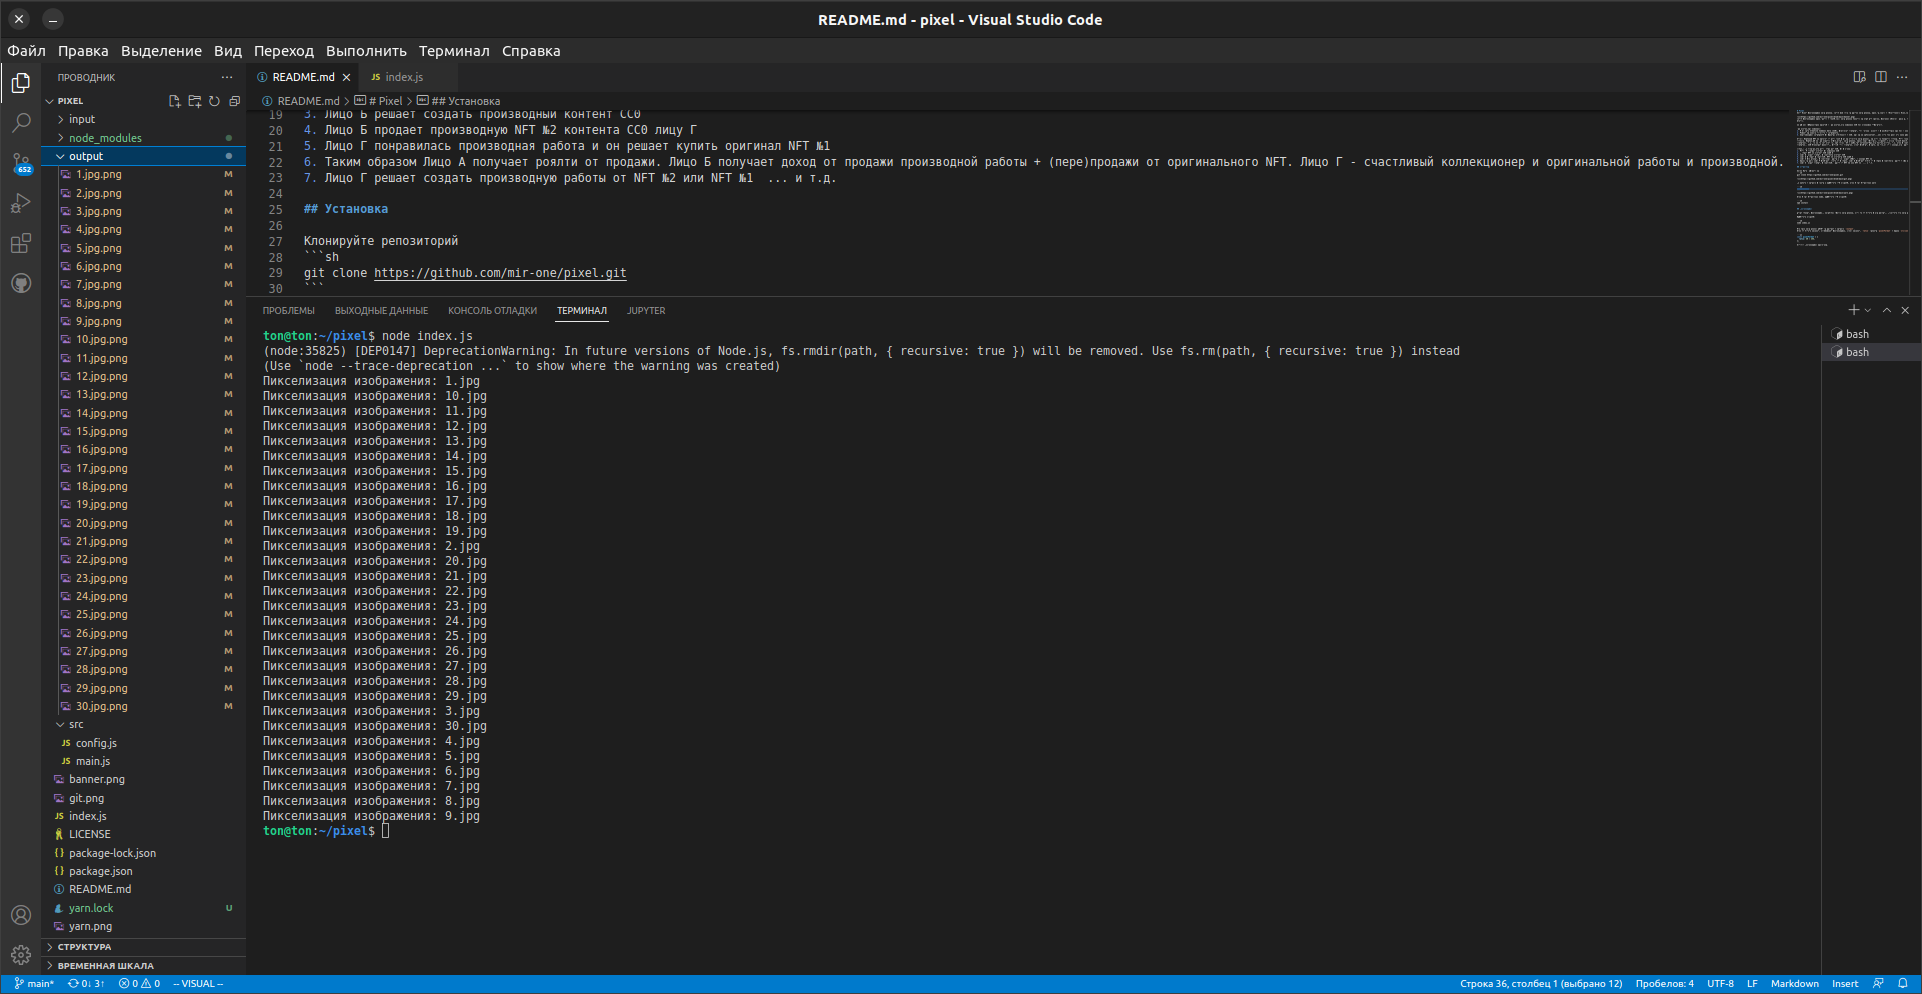 README.md - pixel - Visual Studio Code
Файл Правка Выделение Вид Переход Выполнить Терминал Справка
ПРОВОДНИК
README.md
JS index.js
PIXEL
README.md > # Pixel > ## Установка
input
node_modules
output
1.jpg.png M
2.jpg.png M
3.jpg.png M
4.jpg.png M
5.jpg.png M
6.jpg.png M
7.jpg.png M
8.jpg.png M
9.jpg.png M
10.jpg.png M
11.jpg.png M
12.jpg.png M
13.jpg.png M
14.jpg.png M
15.jpg.png M
16.jpg.png M
17.jpg.png M
18.jpg.png M
19.jpg.png M
20.jpg.png M
21.jpg.png M
22.jpg.png M
23.jpg.png M
24.jpg.png M
25.jpg.png M
26.jpg.png M
27.jpg.png M
28.jpg.png M
29.jpg.png M
30.jpg.png M
src
JS config.js
JS main.js
banner.png
git.png
JS index.js
LICENSE
{} package-lock.json
{} package.json
README.md
yarn.lock U
yarn.png
СТРУКТУРА
ВРЕМЕННАЯ ШКАЛА
652
19 3. Лицо Б решает создать производный контент CC0
20 4. Лицо Б продает производную NFT №2 контента CC0 лицу Г
21 5. Лицо Г понравилась производная работа и он решает купить оригинал NFT №1
22 6. Таким образом Лицо А получает роялти от продажи. Лицо Б получает доход от продажи производной работы + (пере)продажи от оригинального NFT. Лицо Г - счастливый коллекционер и оригинальной работы и производной.
23 7. Лицо Г решает создать производную работы от NFT №2 или NFT №1 ... и т.д.
24
25 ## Установка
26
27 Клонируйте репозиторий
28 ```sh
29 git clone https://github.com/mir-one/pixel.git
30 ```
ПРОБЛЕМЫ ВЫХОДНЫЕ ДАННЫЕ КОНСОЛЬ ОТЛАДКИ ТЕРМИНАЛ JUPYTER
ton@ton:~/pixel$ node index.js
(node:35825) [DEP0147] DeprecationWarning: In future versions of Node.js, fs.rmdir(path, { recursive: true }) will be removed. Use fs.rm(path, { recursive: true }) instead
(Use `node --trace-deprecation ...` to show where the warning was created)
Пикселизация изображения: 1.jpg
Пикселизация изображения: 10.jpg
Пикселизация изображения: 11.jpg
Пикселизация изображения: 12.jpg
Пикселизация изображения: 13.jpg
Пикселизация изображения: 14.jpg
Пикселизация изображения: 15.jpg
Пикселизация изображения: 16.jpg
Пикселизация изображения: 17.jpg
Пикселизация изображения: 18.jpg
Пикселизация изображения: 19.jpg
Пикселизация изображения: 2.jpg
Пикселизация изображения: 20.jpg
Пикселизация изображения: 21.jpg
Пикселизация изображения: 22.jpg
Пикселизация изображения: 23.jpg
Пикселизация изображения: 24.jpg
Пикселизация изображения: 25.jpg
Пикселизация изображения: 26.jpg
Пикселизация изображения: 27.jpg
Пикселизация изображения: 28.jpg
Пикселизация изображения: 29.jpg
Пикселизация изображения: 3.jpg
Пикселизация изображения: 30.jpg
Пикселизация изображения: 4.jpg
Пикселизация изображения: 5.jpg
Пикселизация изображения: 6.jpg
Пикселизация изображения: 7.jpg
Пикселизация изображения: 8.jpg
Пикселизация изображения: 9.jpg
ton@ton:~/pixel$
bash
bash
main* 0↓ 3↑ 0 0 -- VISUAL --
Строка 36, столбец 1 (выбрано 12) Пробелов: 4 UTF-8 LF Markdown Insert